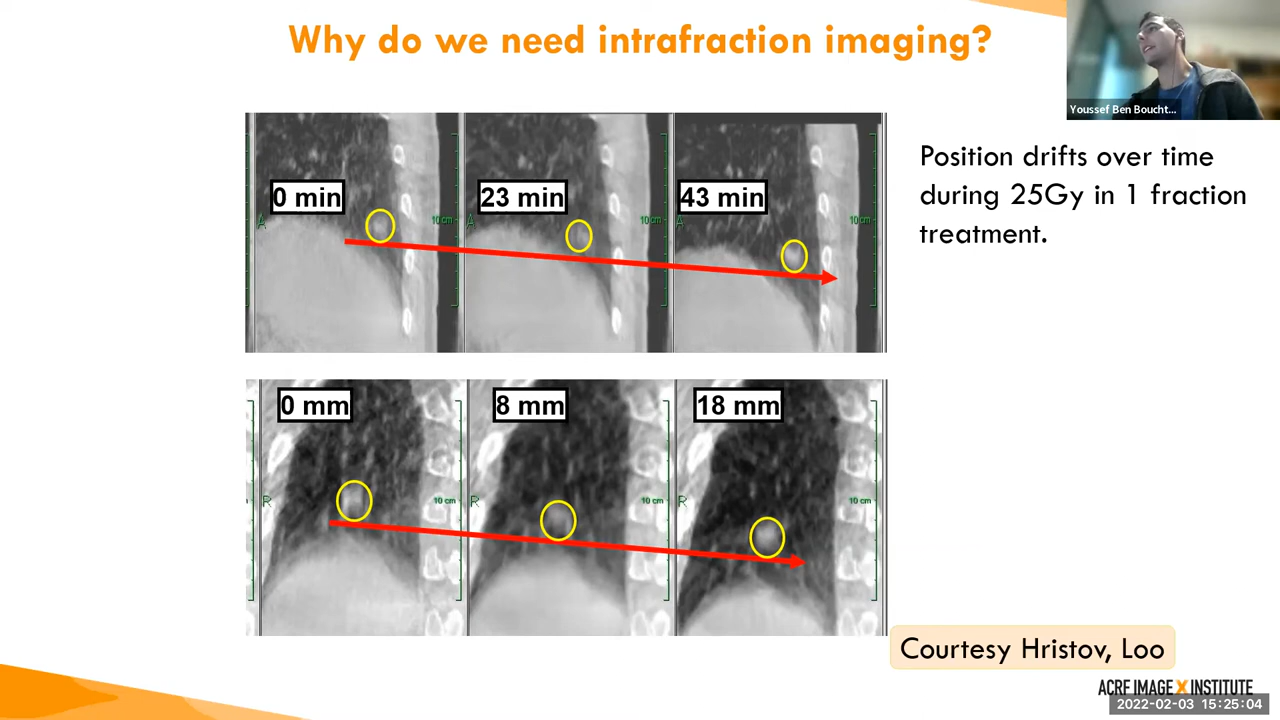 Why do we need intrafraction imaging?
Youssef Ben Boucht...
0 min
23 min
43 min
A
10 cm
A
10 cm
A
10 cm
Position drifts over time
during 25Gy in 1 fraction
treatment.
0 mm
8 mm
18 mm
R
10 cm
R
10 cm
R
10 cm
Courtesy Hristov, Loo
ACRF IMAGE X INSTITUTE
2022-02-03 15:25:04